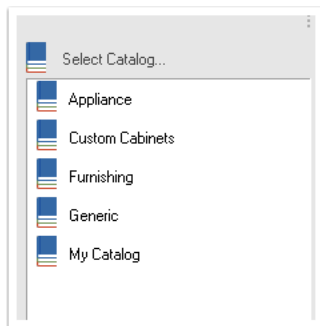 Select Catalog...
Appliance
Custom Cabinets
Furnishing
Generic
My Catalog